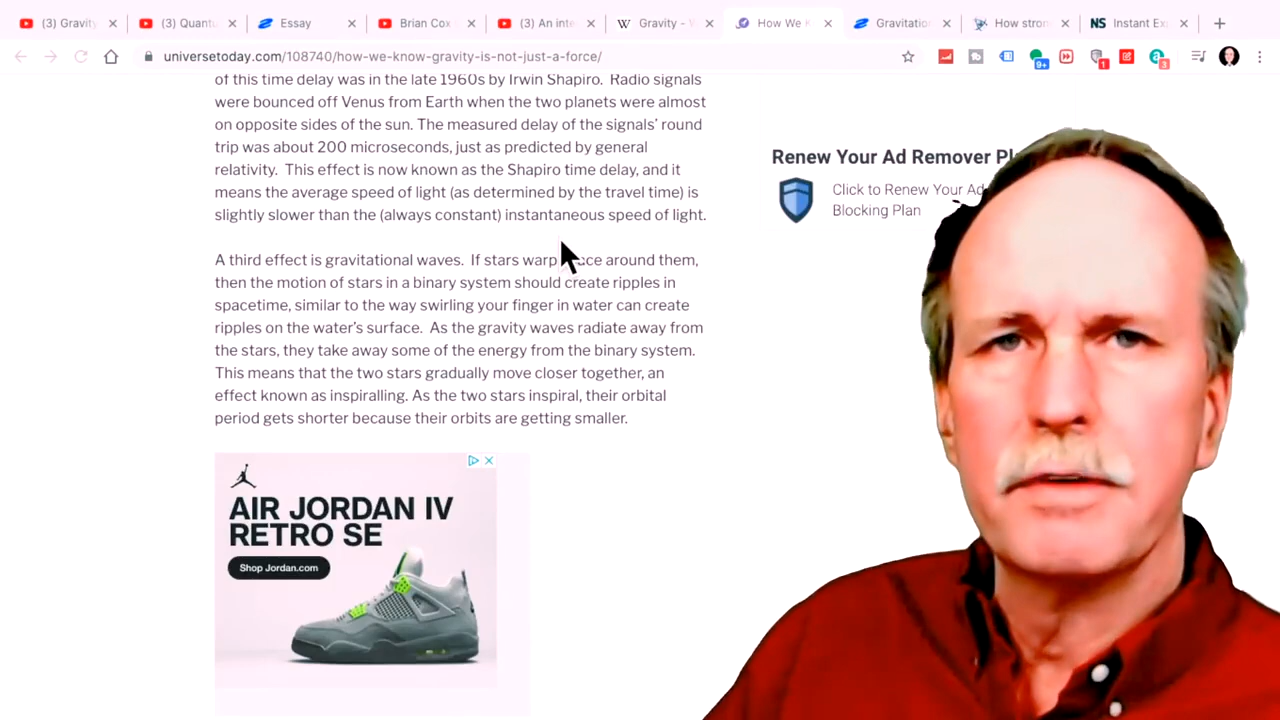 (3) Gravity
(3) Quant
Essay
Brian Cox
(3) An inte
Gravity - W
How We K
Gravitatio
How stron
NS
Instant Ex
universetoday.com/108740/how-we-know-gravity-is-not-just-a-force/
9+
1
3
of this time delay was in the late 1960s by Irwin Shapiro. Radio signals
were bounced off Venus from Earth when the two planets were almost
on opposite sides of the sun. The measured delay of the signals' round
trip was about 200 microseconds, just as predicted by general
relativity. This effect is now known as the Shapiro time delay, and it
means the average speed of light (as determined by the travel time) is
slightly slower than the (always constant) instantaneous speed of light.
A third effect is gravitational waves. If stars warp around them,
then the motion of stars in a binary system should create ripples in
spacetime, similar to the way swirling your finger in water can create
ripples on the water's surface. As the gravity waves radiate away from
the stars, they take away some of the energy from the binary system.
This means that the two stars gradually move closer together, an
effect known as inspiralling. As the two stars inspiral, their orbital
period gets shorter because their orbits are getting smaller.
Renew Your Ad Remover Pl
Click to Renew Your Ad
Blocking Plan
AIR JORDAN IV
RETRO SE
Shop Jordan.com